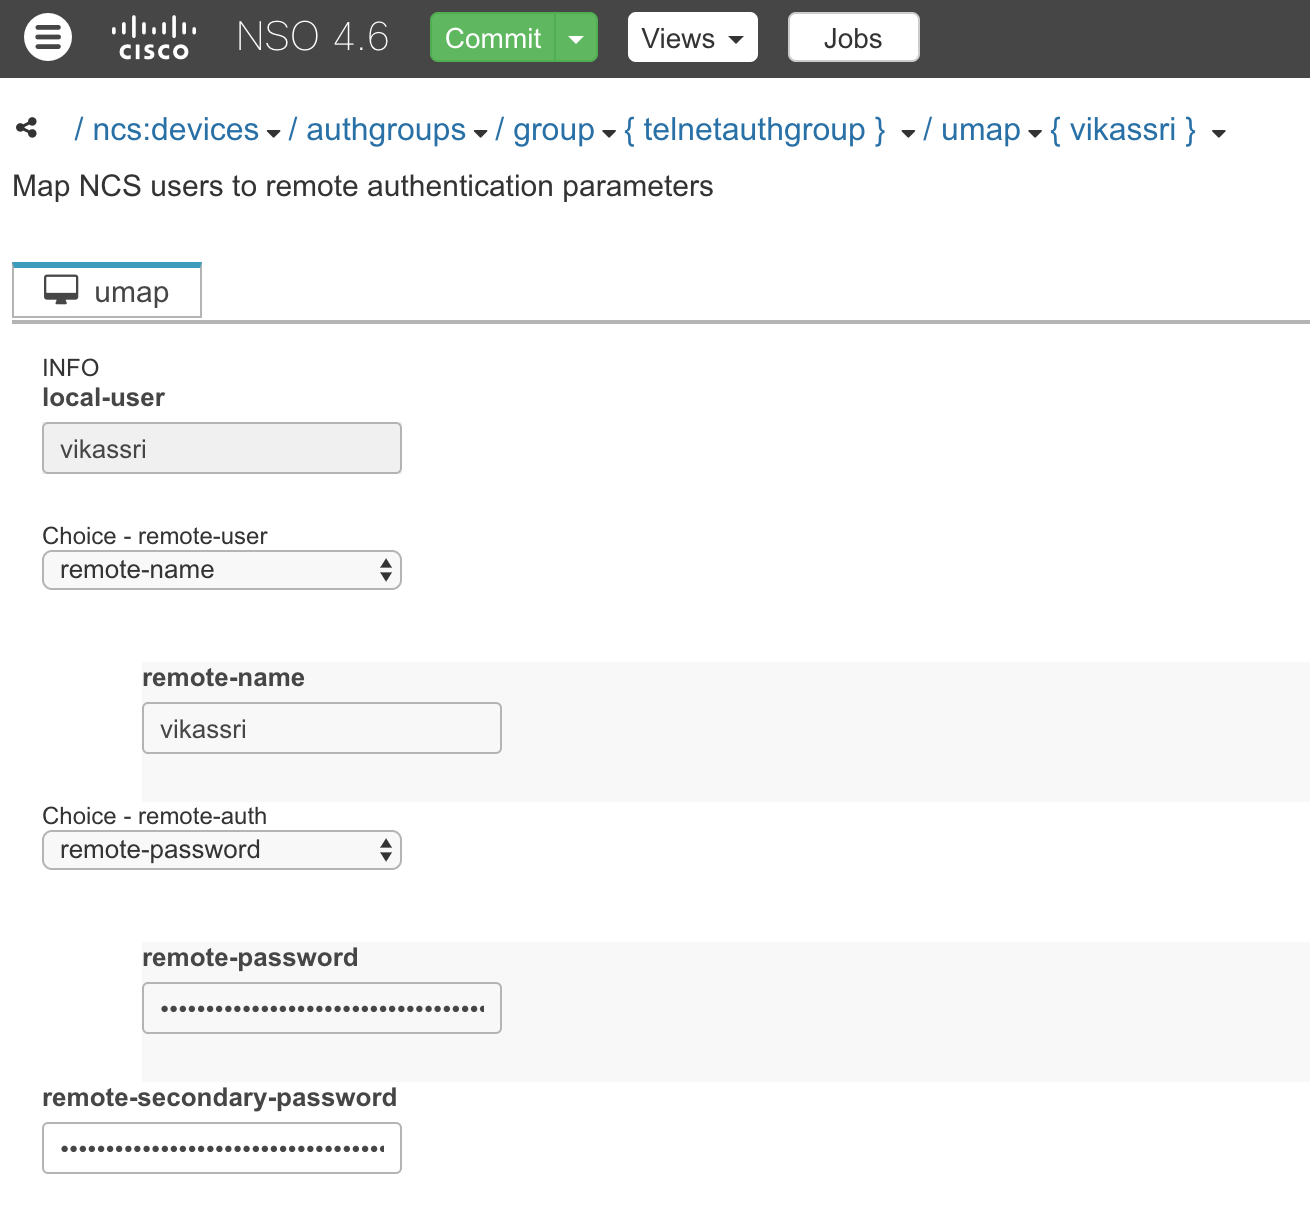 cisco NSO 4.6 Commit Views Jobs
/ ncs:devices / authgroups / group { telnetauthgroup } / umap { vikassri }
Map NCS users to remote authentication parameters
umap
INFO
local-user
vikassri
Choice - remote-user
remote-name
remote-name
vikassri
Choice - remote-auth
remote-password
remote-password
••••••••••••••••••••••••••••••••••••
remote-secondary-password
••••••••••••••••••••••••••••••••••••